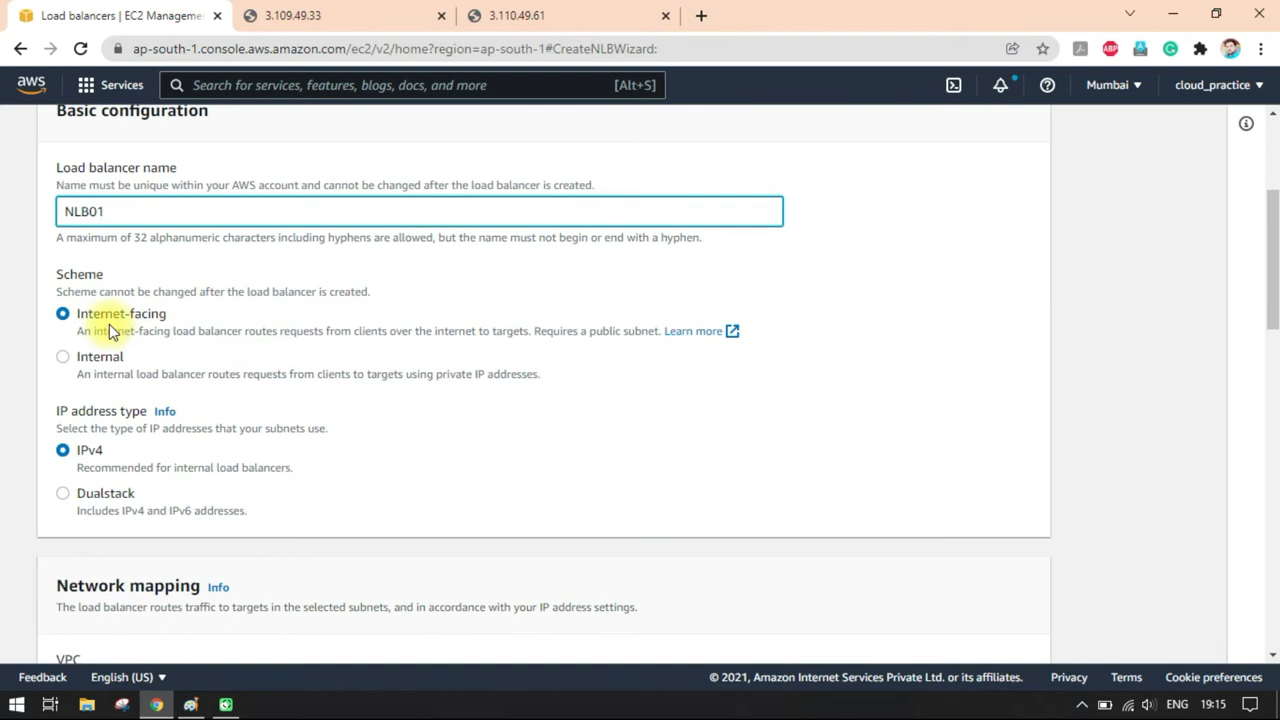 Load balancers | EC2 Manageme
3.109.49.33
3.110.49.61
ap-south-1.console.aws.amazon.com/ec2/v2/home?region=ap-south-1#CreateNLBWizard:
ABP
aws
Services
Search for services, features, blogs, docs, and more
[Alt+S]
Mumbai
cloud_practice
Basic configuration
Load balancer name
Name must be unique within your AWS account and cannot be changed after the load balancer is created.
NLB01
A maximum of 32 alphanumeric characters including hyphens are allowed, but the name must not begin or end with a hyphen.
Scheme
Scheme cannot be changed after the load balancer is created.
Internet-facing
An internet-facing load balancer routes requests from clients over the internet to targets. Requires a public subnet. Learn more
Internal
An internal load balancer routes requests from clients to targets using private IP addresses.
IP address type Info
Select the type of IP addresses that your subnets use.
IPv4
Recommended for internal load balancers.
Dualstack
Includes IPv4 and IPv6 addresses.
Network mapping Info
The load balancer routes traffic to targets in the selected subnets, and in accordance with your IP address settings.
VPC
Feedback
English (US)
© 2021, Amazon Internet Services Private Ltd. or its affiliates.
Privacy
Terms
Cookie preferences
ENG
19:15